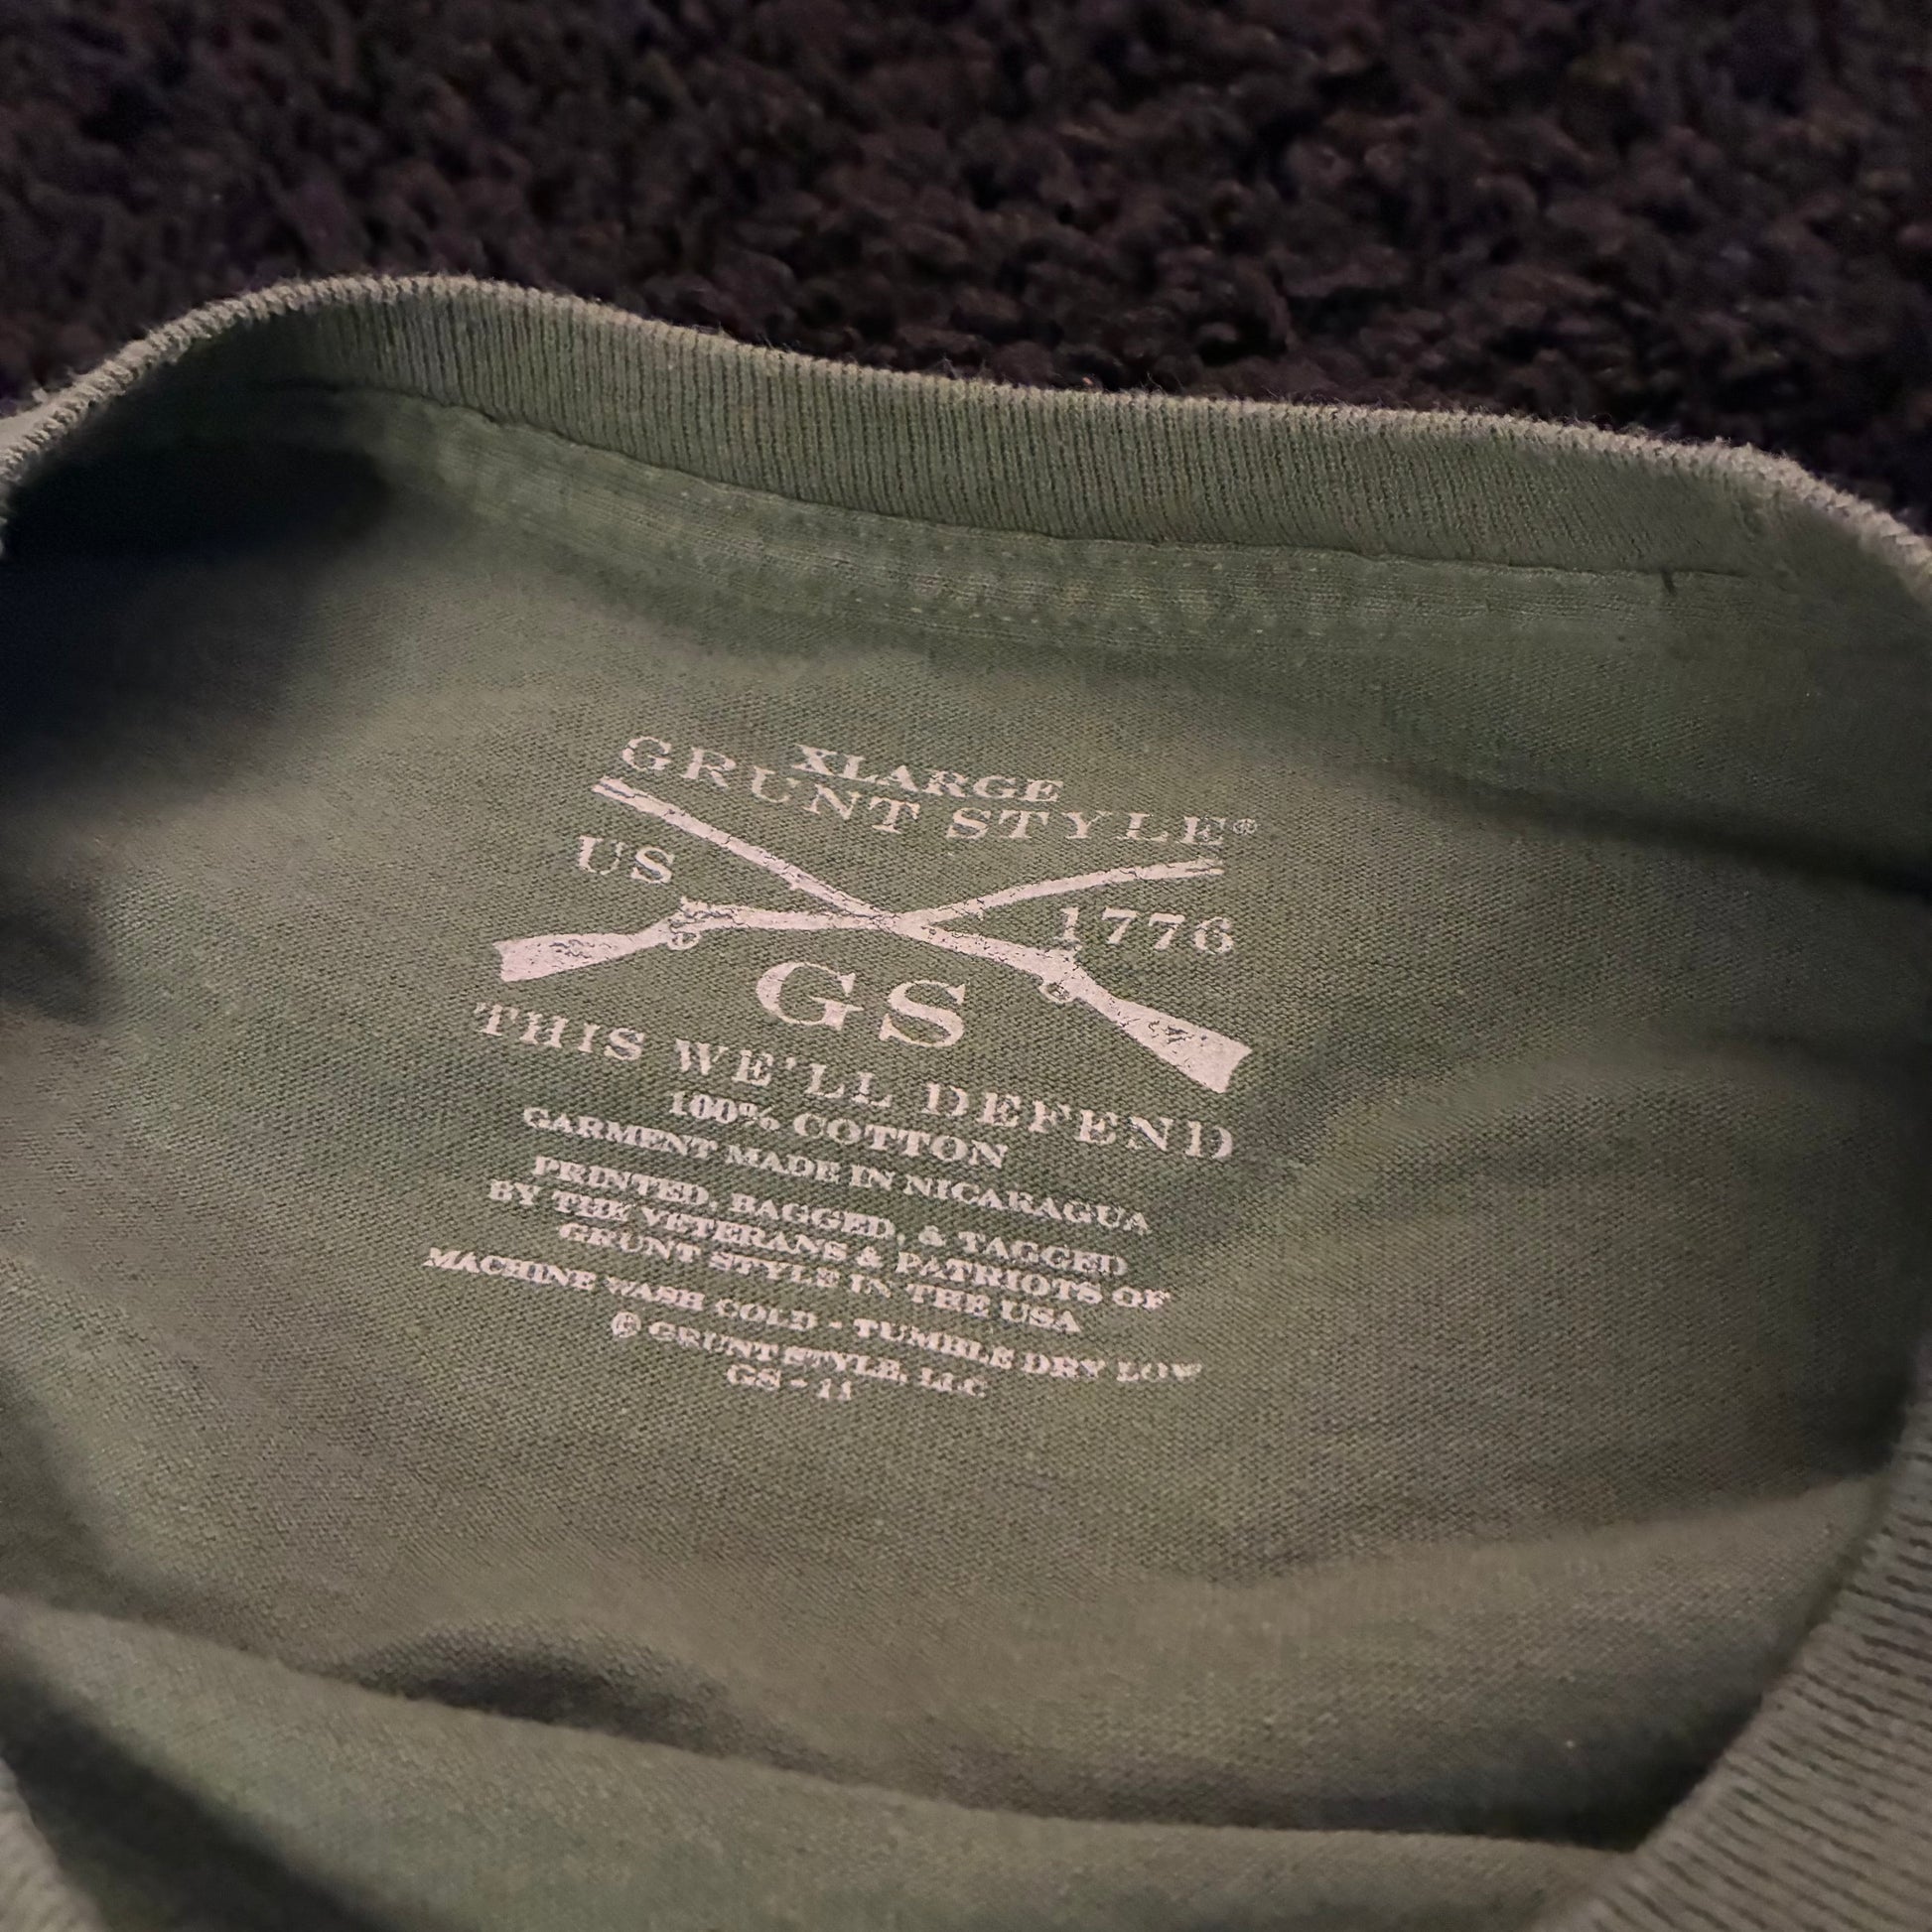 XLARGE
GRUNT STYLE®
US
1776
GS
THIS WE'LL DEFEND
100% COTTON
GARMENT MADE IN NICARAGUA
PRINTED, BAGGED, & TAGGED
BY THE VETERANS & PATRIOTS OF
GRUNT STYLE IN THE USA
MACHINE WASH COLD - TUMBLE DRY LOW
® GRUNT STYLE, LLC
GS - 11